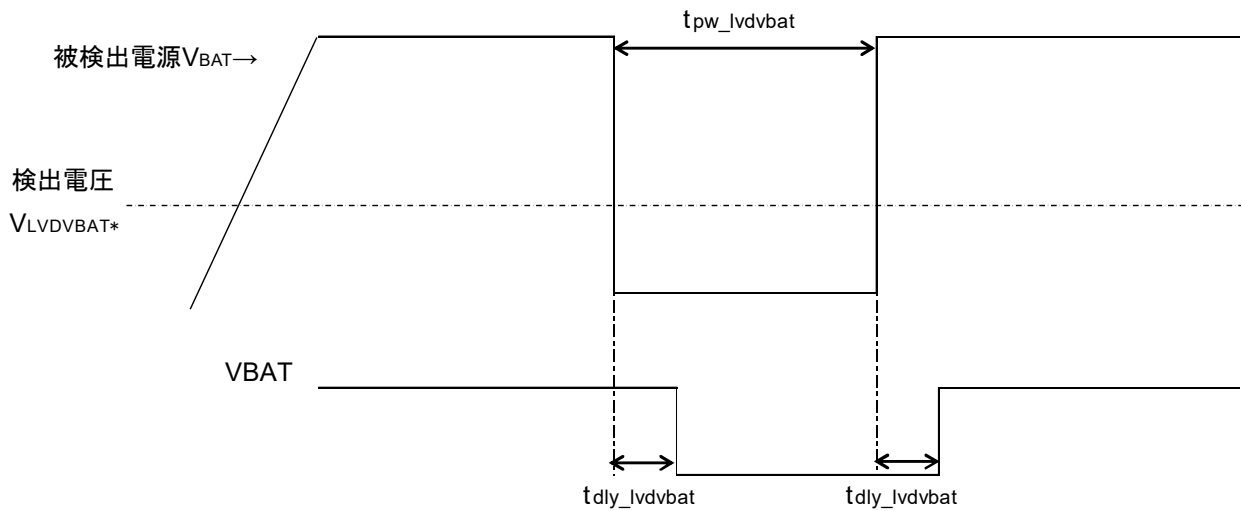 tpw_lvdvbat
被検出電源VBAT→
検出電圧
VLVDVBAT*
VBAT
tdly_lvdvbat
tdly_lvdvbat